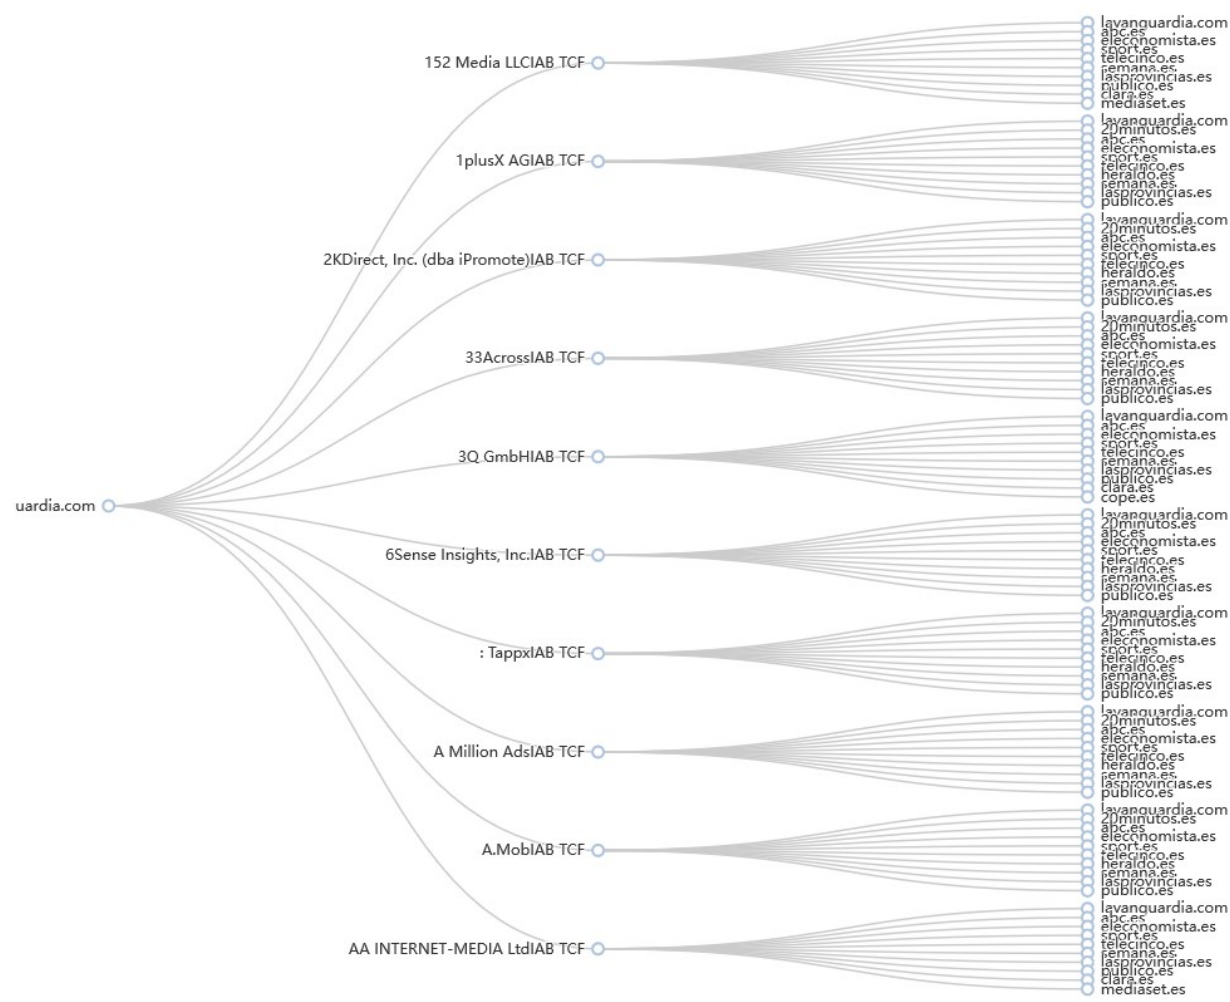 uardia.com
152 Media LLCIAB TCF
lavanguardia.com
abc.es
eleconomista.es
sport.es
telecinco.es
semana.es
lasprovincias.es
publico.es
clara.es
mediaset.es
1plusX AGIAB TCF
lavanguardia.com
20minutos.es
abc.es
eleconomista.es
sport.es
telecinco.es
heraldo.es
semana.es
lasprovincias.es
publico.es
2KDirect, Inc. (dba iPromote)IAB TCF
lavanguardia.com
20minutos.es
abc.es
eleconomista.es
sport.es
telecinco.es
heraldo.es
semana.es
lasprovincias.es
publico.es
33AcrossIAB TCF
lavanguardia.com
20minutos.es
abc.es
eleconomista.es
sport.es
telecinco.es
heraldo.es
semana.es
lasprovincias.es
publico.es
3Q GmbHIAB TCF
lavanguardia.com
abc.es
eleconomista.es
sport.es
telecinco.es
semana.es
lasprovincias.es
publico.es
clara.es
cope.es
6Sense Insights, Inc.IAB TCF
lavanguardia.com
20minutos.es
abc.es
eleconomista.es
sport.es
telecinco.es
heraldo.es
semana.es
lasprovincias.es
publico.es
: TappxIAB TCF
lavanguardia.com
20minutos.es
abc.es
eleconomista.es
sport.es
telecinco.es
heraldo.es
semana.es
lasprovincias.es
publico.es
A Million AdsIAB TCF
lavanguardia.com
20minutos.es
abc.es
eleconomista.es
sport.es
telecinco.es
heraldo.es
semana.es
lasprovincias.es
publico.es
A.MobIAB TCF
lavanguardia.com
20minutos.es
abc.es
eleconomista.es
sport.es
telecinco.es
heraldo.es
semana.es
lasprovincias.es
publico.es
AA INTERNET-MEDIA LtdIAB TCF
lavanguardia.com
abc.es
eleconomista.es
sport.es
telecinco.es
semana.es
lasprovincias.es
publico.es
clara.es
mediaset.es